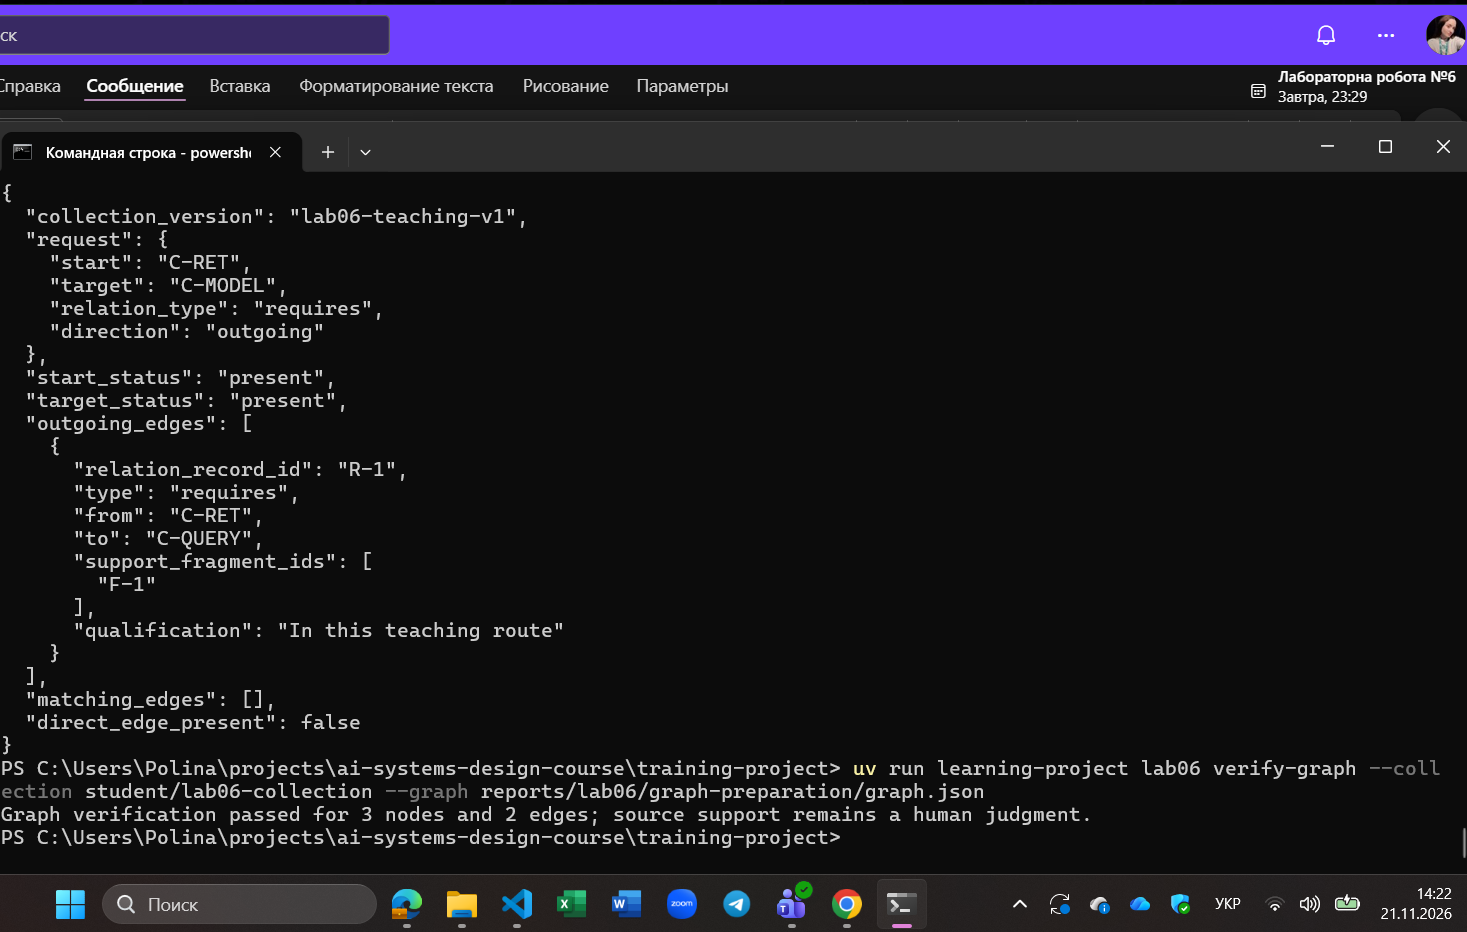 ск
Справка Сообщение Вставка Форматирование текста Рисование Параметры
Лабораторна робота №6
Завтра, 23:29
Командная строка - powersh
{
  "collection_version": "lab06-teaching-v1",
  "request": {
    "start": "C-RET",
    "target": "C-MODEL",
    "relation_type": "requires",
    "direction": "outgoing"
  },
  "start_status": "present",
  "target_status": "present",
  "outgoing_edges": [
    {
      "relation_record_id": "R-1",
      "type": "requires",
      "from": "C-RET",
      "to": "C-QUERY",
      "support_fragment_ids": [
        "F-1"
      ],
      "qualification": "In this teaching route"
    }
  ],
  "matching_edges": [],
  "direct_edge_present": false
}
PS C:\Users\Polina\projects\ai-systems-design-course\training-project> uv run learning-project lab06 verify-graph --coll
ection student/lab06-collection --graph reports/lab06/graph-preparation/graph.json
Graph verification passed for 3 nodes and 2 edges; source support remains a human judgment.
PS C:\Users\Polina\projects\ai-systems-design-course\training-project>
Поиск
zoom
УКР
14:22
21.11.2026